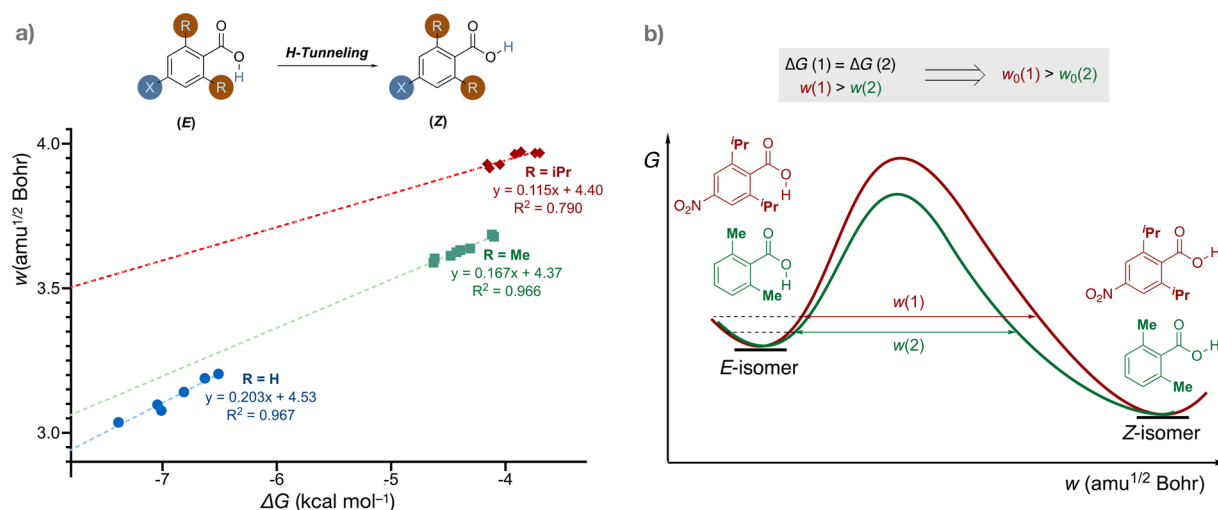 a)
R
O
H
O
H
X
R
(E)
H-Tunneling
R
O
H
O
X
R
(Z)
w(amu1/2 Bohr)
4.0
3.5
3.0
R = iPr
y = 0.115x + 4.40
R2 = 0.790
R = Me
y = 0.167x + 4.37
R2 = 0.966
R = H
y = 0.203x + 4.53
R2 = 0.967
-7
-6
-5
-4
ΔG (kcal mol–1)
b)
ΔG (1) = ΔG (2)
w(1) > w(2)
w0(1) > w0(2)
G
iPr
O
O
H
O2N
iPr
Me
O
O
H
Me
w(1)
w(2)
E-isomer
iPr
O
H
O
O2N
iPr
Me
O
H
O
Me
Z-isomer
w (amu1/2 Bohr)